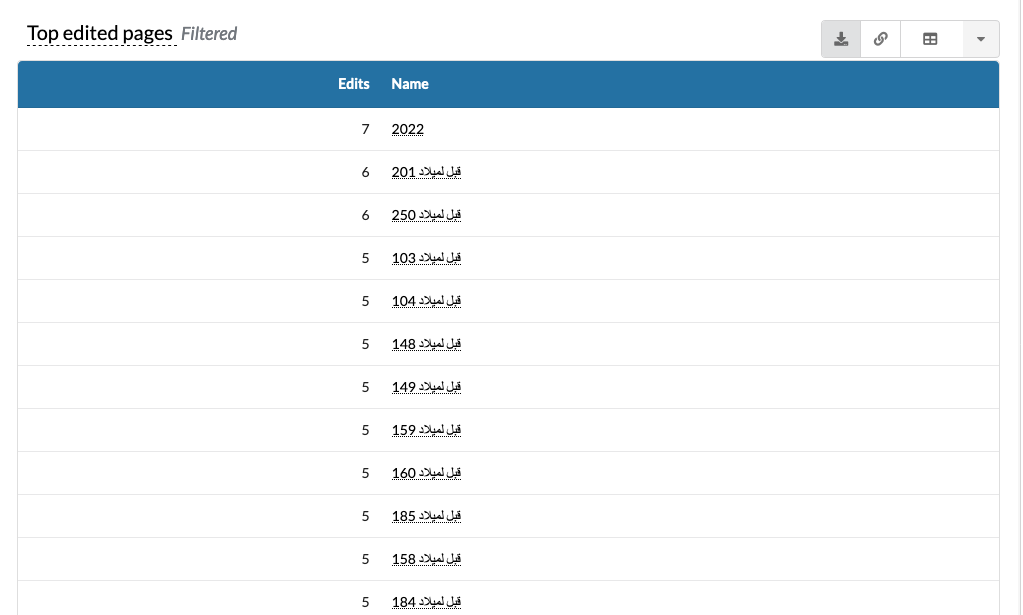 Top edited pages Filtered
Edits Name
7 2022
6 201 قبل لميلاد
6 250 قبل لميلاد
5 103 قبل لميلاد
5 104 قبل لميلاد
5 148 قبل لميلاد
5 149 قبل لميلاد
5 159 قبل لميلاد
5 160 قبل لميلاد
5 185 قبل لميلاد
5 158 قبل لميلاد
5 184 قبل لميلاد